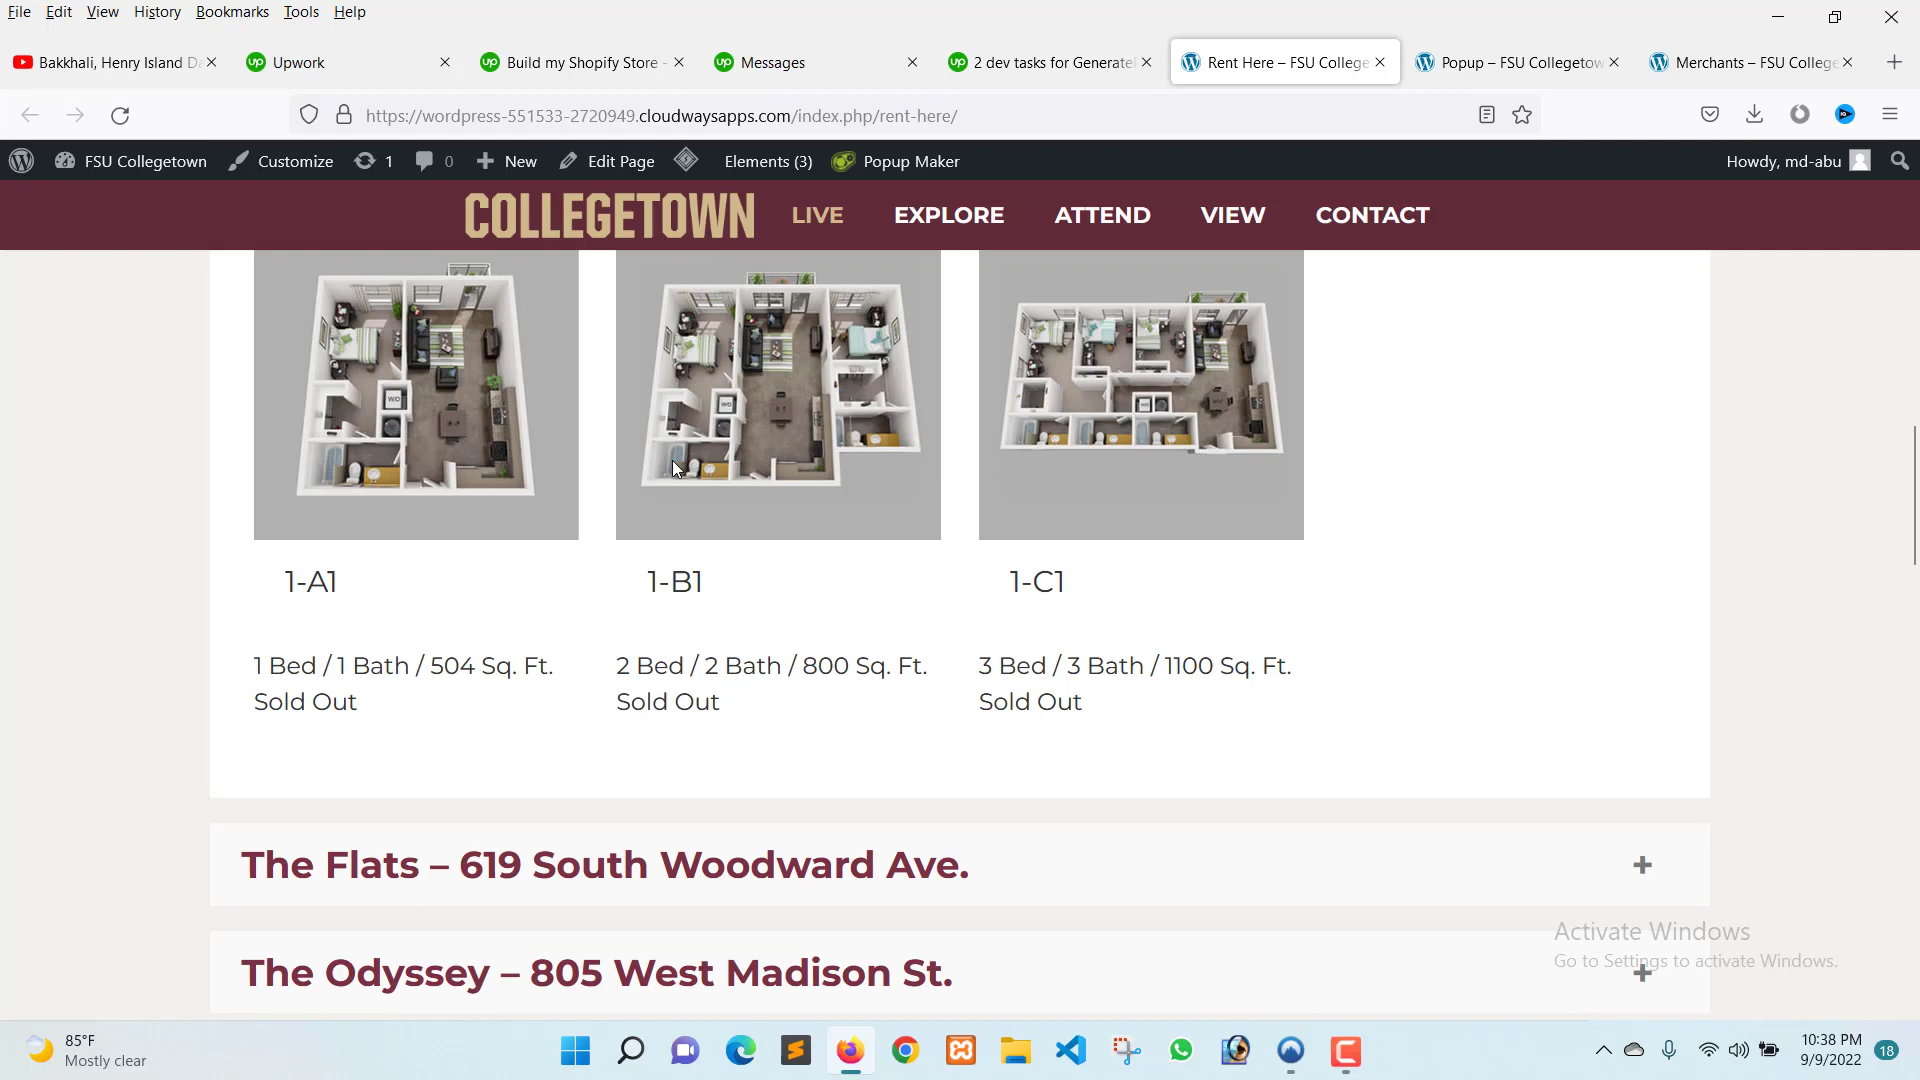 File Edit View History Bookmarks Tools Help
Bakkhali, Henry Island D
Upwork
Build my Shopify Store -
Messages
2 dev tasks for Generate
Rent Here – FSU College
Popup – FSU Collegetow
Merchants – FSU College
https://wordpress-551533-2720949.cloudwaysapps.com/index.php/rent-here/
FSU Collegetown Customize 1 0 New Edit Page Elements (3) Popup Maker Howdy, md-abu
COLLEGETOWN LIVE EXPLORE ATTEND VIEW CONTACT
W/D
W/D
W/D
1-A1
1-B1
1-C1
1 Bed / 1 Bath / 504 Sq. Ft.
Sold Out
2 Bed / 2 Bath / 800 Sq. Ft.
Sold Out
3 Bed / 3 Bath / 1100 Sq. Ft.
Sold Out
The Flats – 619 South Woodward Ave. +
The Odyssey – 805 West Madison St. +
Activate Windows
Go to Settings to activate Windows.
85°F
Mostly clear
10:38 PM
9/9/2022
18